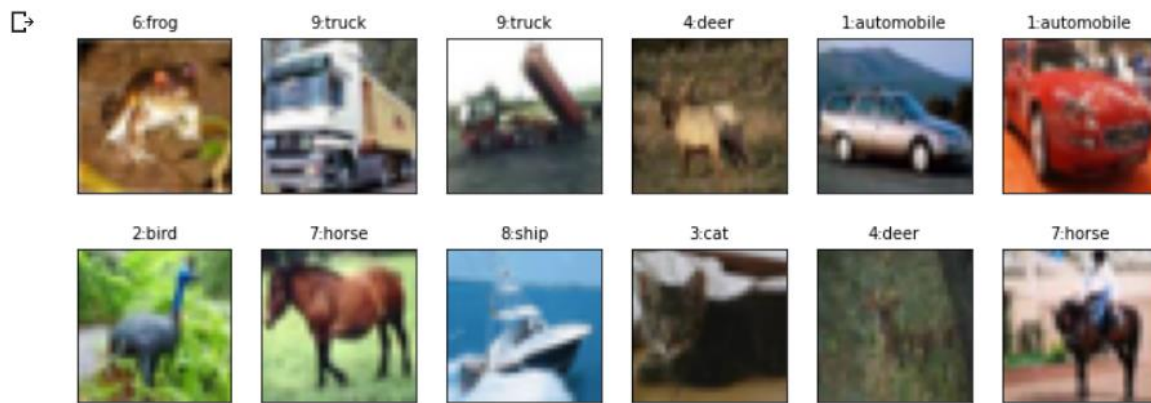 6:frog 9:truck 9:truck 4:deer 1:automobile 1:automobile
2:bird 7:horse 8:ship 3:cat 4:deer 7:horse